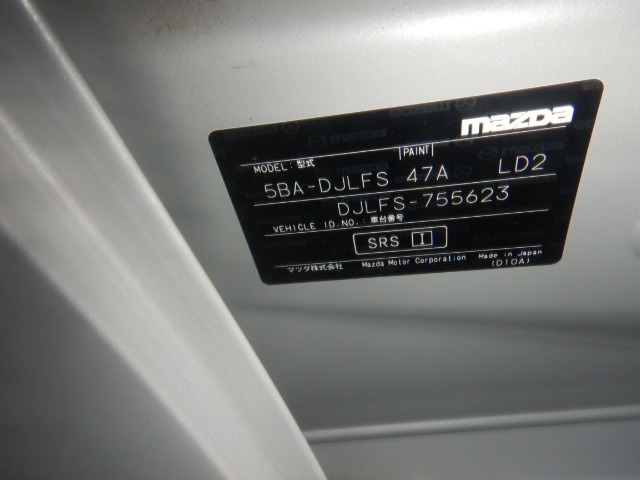 mazda
MODEL: 型式 PAINT
5BA-DJLFS 47A LD2
DJLFS-755623
VEHICLE ID.NO.: 車台番号
SRS I
マツダ株式会社 Mazda Motor Corporation Made in Japan
(D10A)